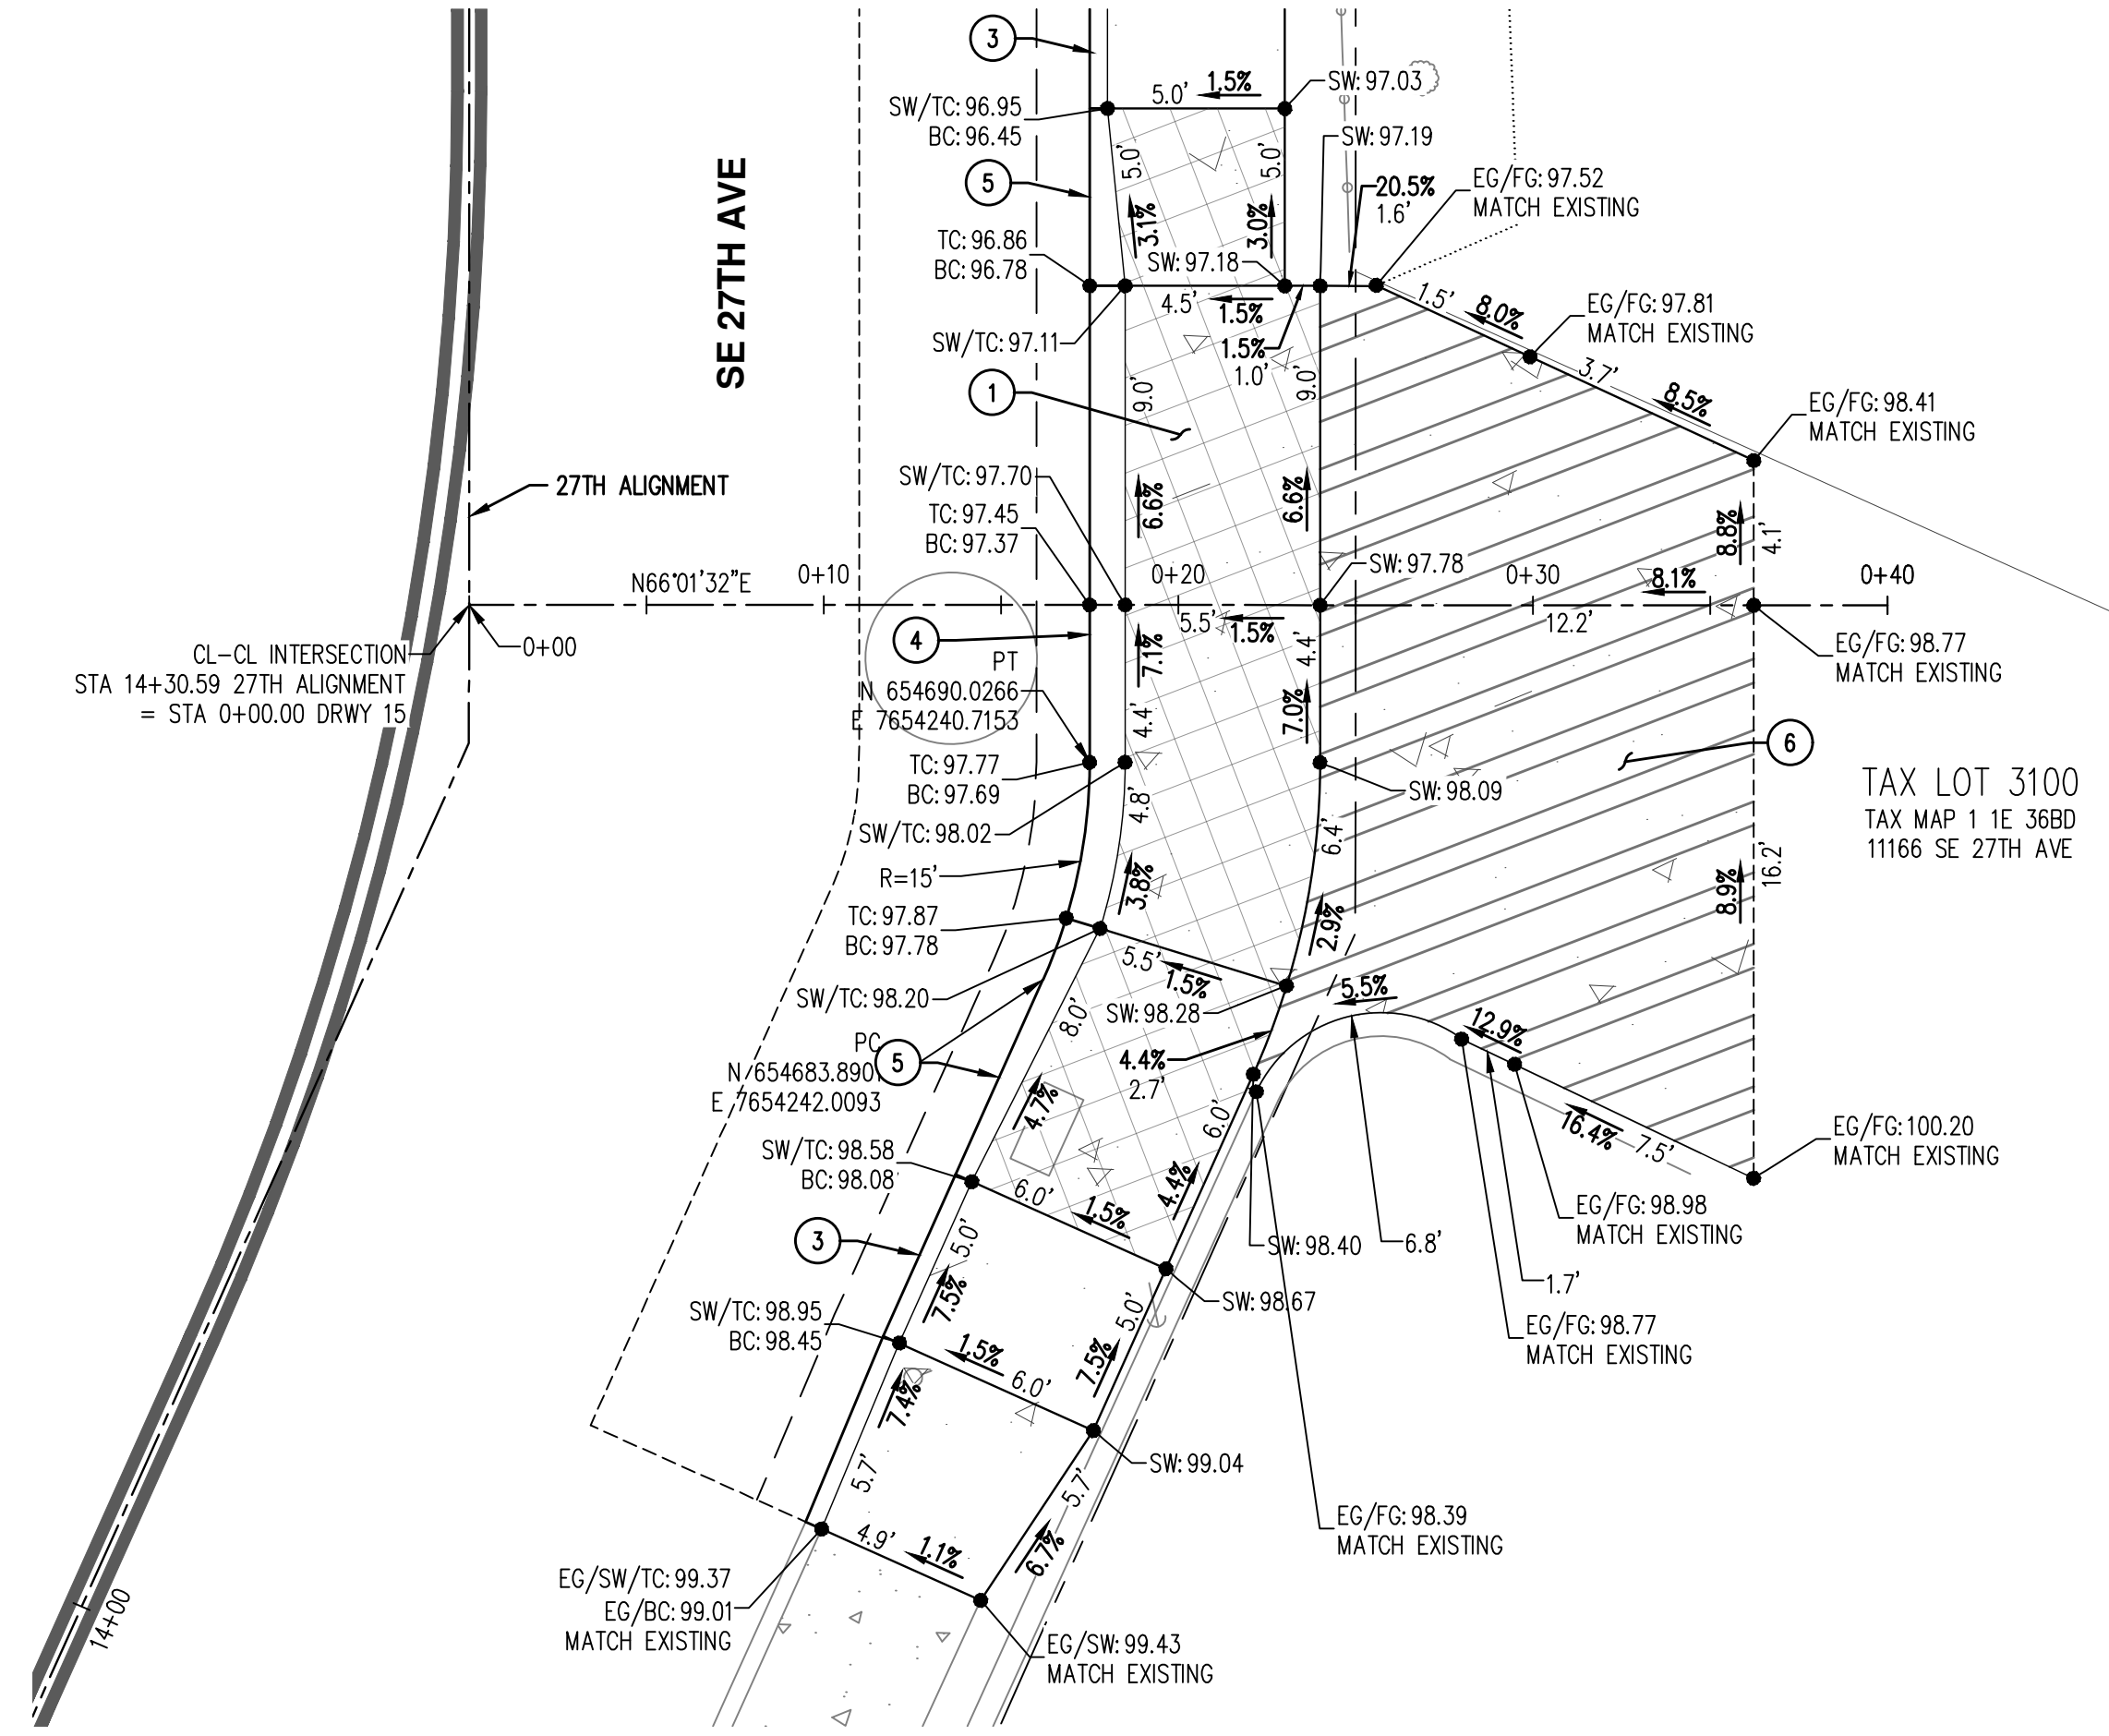 3
5.0'
1.5%
SW: 97.03
SW/TC: 96.95
BC: 96.45
5.0'
5.0'
SW: 97.19
5
20.5%
1.6'
EG/FG: 97.52
MATCH EXISTING
SE 27TH AVE
3.1%
3.0%
TC: 96.86
BC: 96.78
SW: 97.18
4.5'
1.5%
1.5'
8.0%
EG/FG: 97.81
MATCH EXISTING
SW/TC: 97.11
1.5%
1.0'
1
9.0'
9.0'
3.7'
8.5%
EG/FG: 98.41
MATCH EXISTING
27TH ALIGNMENT
SW/TC: 97.70
TC: 97.45
BC: 97.37
6.6%
6.6%
8.8%
4.1'
SW: 97.78
N66°01'32"E
0+10
0+20
0+30
8.1%
0+40
5.5'
1.5%
12.2'
4
CL-CL INTERSECTION
STA 14+30.59 27TH ALIGNMENT
= STA 0+00.00 DRWY 15
0+00
7.1%
4.4'
EG/FG: 98.77
MATCH EXISTING
PT
N 654690.0266
E 7654240.7153
4.4'
7.0%
6
TC: 97.77
BC: 97.69
SW: 98.09
TAX LOT 3100
TAX MAP 1 1E 36BD
11166 SE 27TH AVE
SW/TC: 98.02
4.8'
6.4'
R=15'
3.8%
16.2'
8.9%
TC: 97.87
BC: 97.78
2.9%
5.5'
1.5%
SW/TC: 98.20
SW: 98.28
5.5%
8.0'
12.9%
PC
N 654683.890
E 7654242.0093
5
4.4%
2.7'
4.7%
6.0'
16.4%
7.5'
EG/FG: 100.20
MATCH EXISTING
SW/TC: 98.58
BC: 98.08
6.0'
1.5%
4.4%
EG/FG: 98.98
MATCH EXISTING
3
5.0'
SW: 98.40
6.8'
7.5%
1.7'
SW: 98.67
SW/TC: 98.95
BC: 98.45
5.0'
EG/FG: 98.77
MATCH EXISTING
1.5%
6.0'
7.5%
7.4%
SW: 99.04
5.7'
5.7'
EG/FG: 98.39
MATCH EXISTING
4.9'
1.1%
6.7%
EG/SW/TC: 99.37
EG/BC: 99.01
MATCH EXISTING
14+00
EG/SW: 99.43
MATCH EXISTING